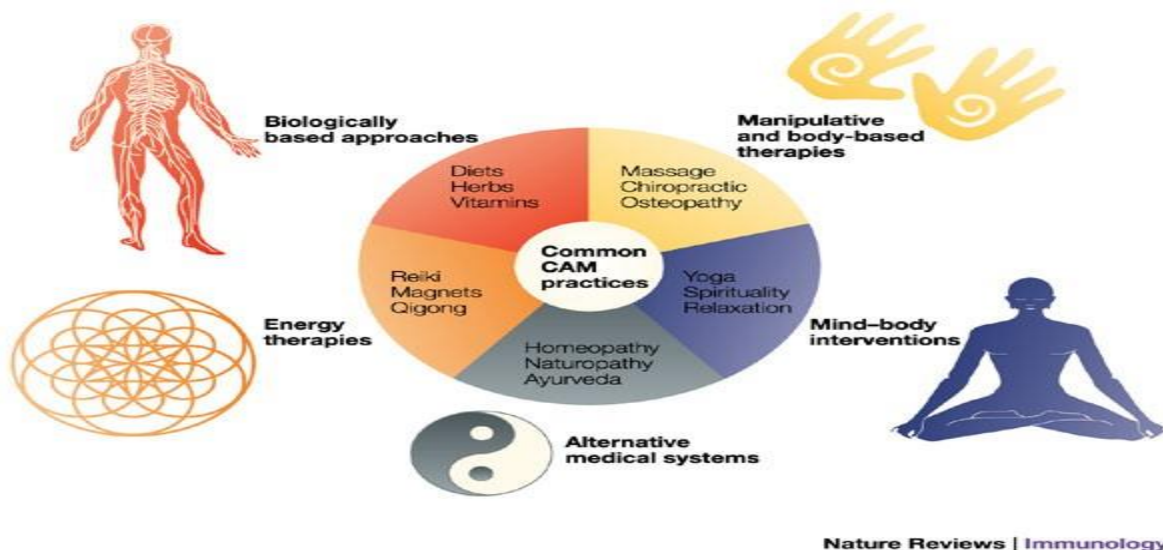 Biologically
based approaches
Manipulative
and body-based
therapies
Diets
Herbs
Vitamins
Massage
Chiropractic
Osteopathy
Common
CAM
practices
Reiki
Magnets
Qigong
Yoga
Spirituality
Relaxation
Energy
therapies
Mind–body
interventions
Homeopathy
Naturopathy
Ayurveda
Alternative
medical systems
Nature Reviews | Immunology